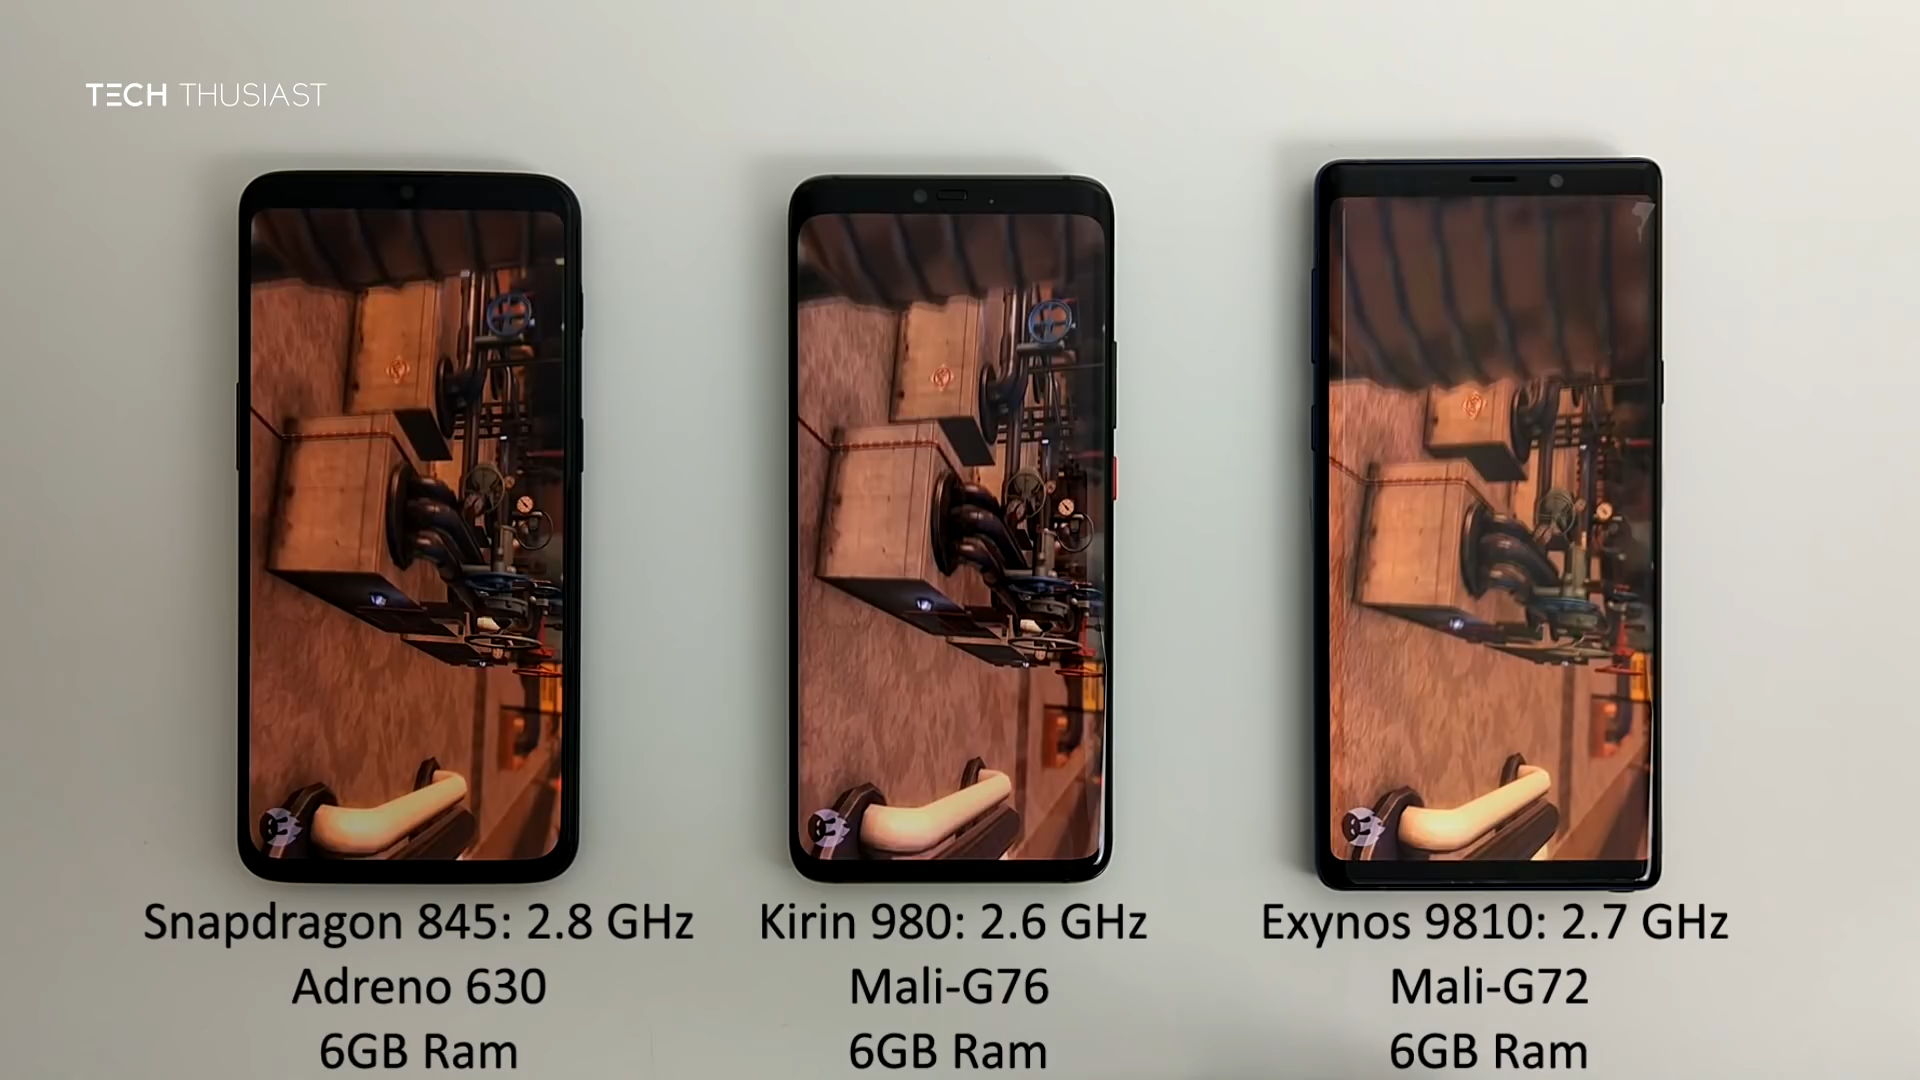 TECH THUSIAST
Snapdragon 845: 2.8 GHz
Adreno 630
6GB Ram
Kirin 980: 2.6 GHz
Mali-G76
6GB Ram
Exynos 9810: 2.7 GHz
Mali-G72
6GB Ram